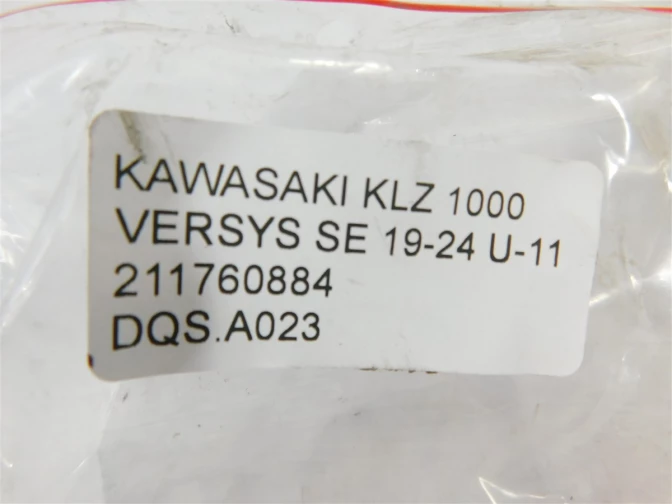 KAWASAKI KLZ 1000
VERSYS SE 19-24 U-11
211760884
DQS.A023